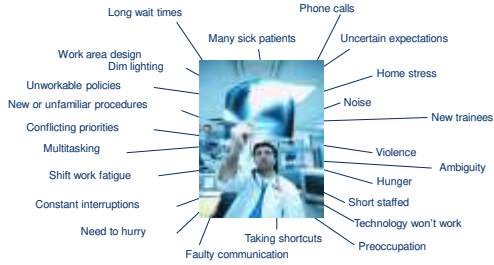 Long wait times
Phone calls
Many sick patients
Uncertain expectations
Work area design
Dim lighting
Home stress
Unworkable policies
Noise
New or unfamiliar procedures
New trainees
Conflicting priorities
Multitasking
Violence
Ambiguity
Shift work fatigue
Hunger
Constant interruptions
Short staffed
Technology won't work
Need to hurry
Taking shortcuts
Preoccupation
Faulty communication